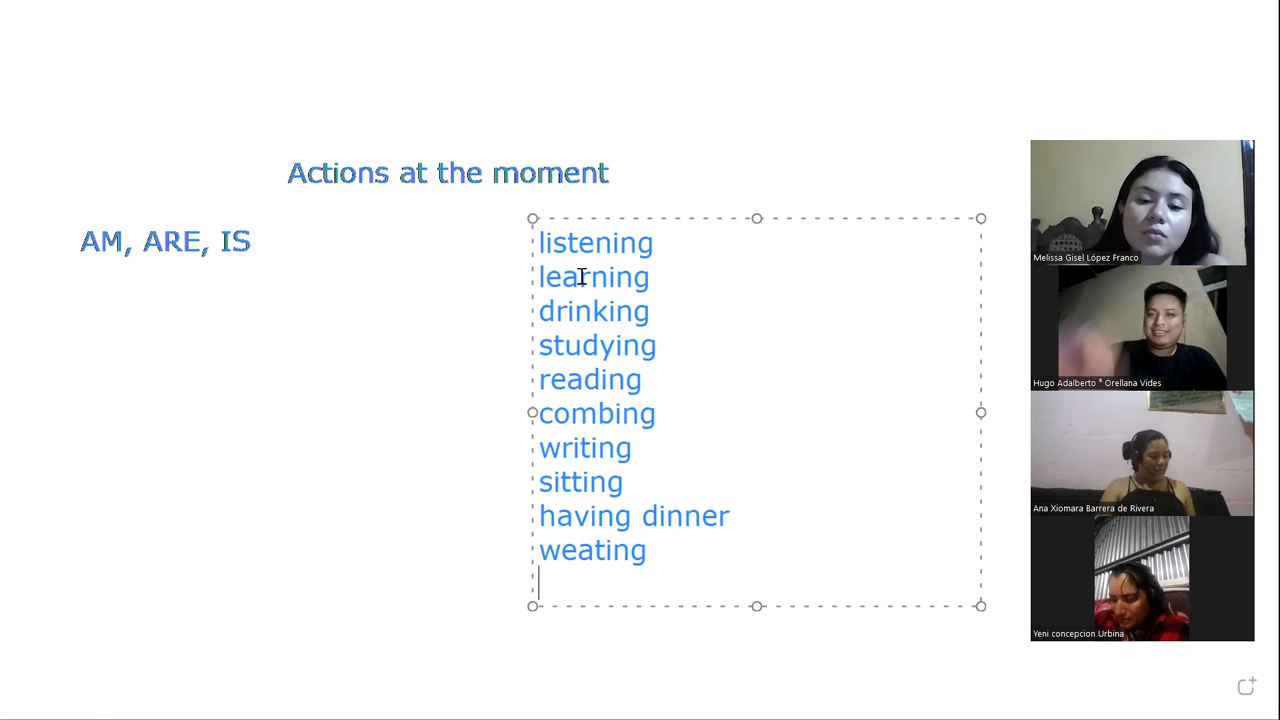 Actions at the moment
AM, ARE, IS
listening
learning
drinking
studying
reading
combing
writing
sitting
having dinner
weating
Melissa Gisel López Franco
Hugo Adalberto * Orellana Vides
Ana Xiomara Barrera de Rivera
Yeni concepcion Urbina